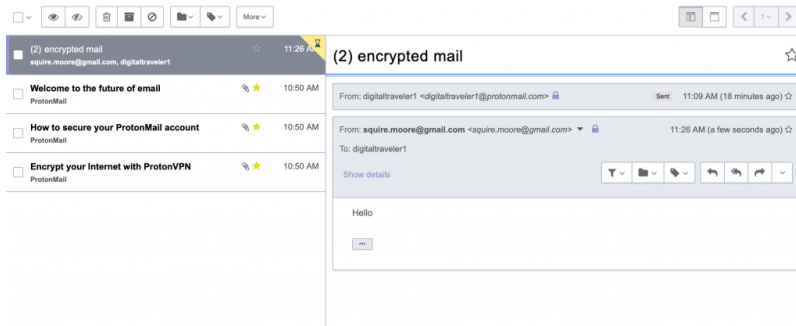 More
1
(2) encrypted mail
11:26 A
squire.moore@gmail.com, digitaltraveler1
Welcome to the future of email
10:50 AM
ProtonMail
How to secure your ProtonMail account
10:50 AM
ProtonMail
Encrypt your Internet with ProtonVPN
10:50 AM
ProtonMail
(2) encrypted mail
From: digitaltraveler1 <digitaltraveler1@protonmail.com>
Sent
11:09 AM (18 minutes ago)
From: squire.moore@gmail.com <squire.moore@gmail.com>
11:26 AM (a few seconds ago)
To: digitaltraveler1
Show details
Hello